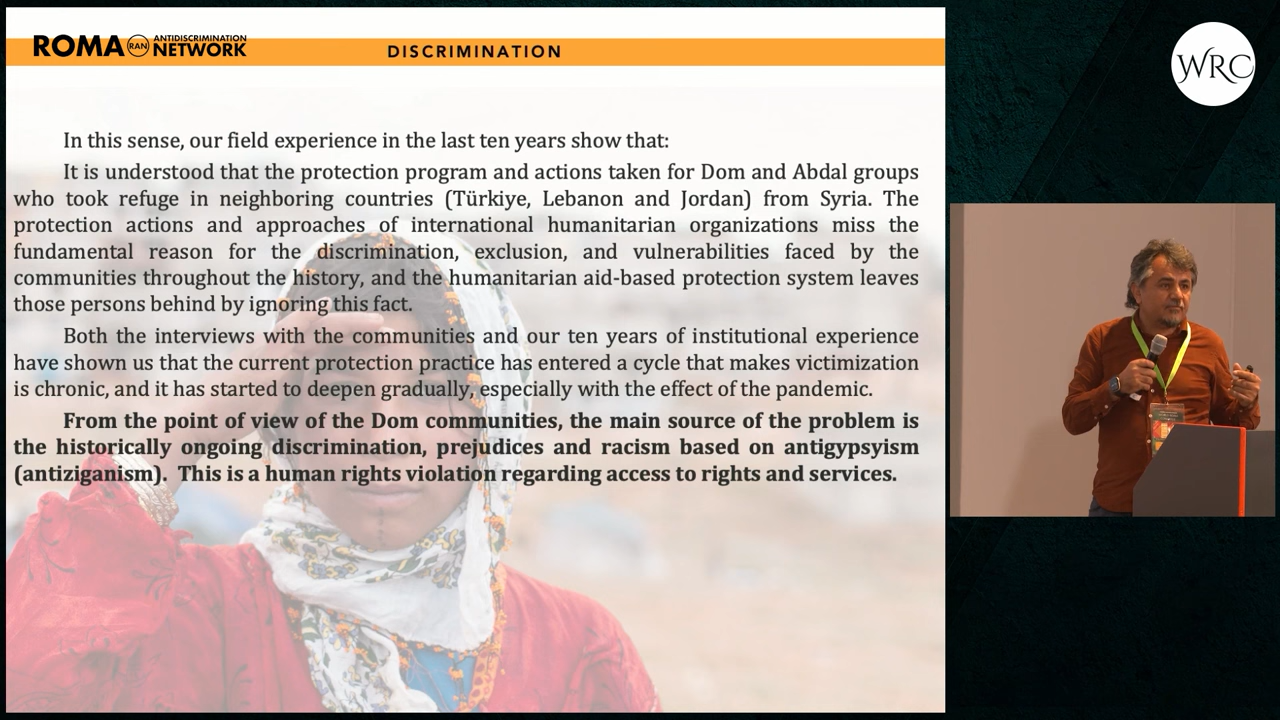 ROMA RAN ANTIDISCRIMINATION NETWORK
DISCRIMINATION
WRC
In this sense, our field experience in the last ten years show that:
It is understood that the protection program and actions taken for Dom and Abdal groups
who took refuge in neighboring countries (Türkiye, Lebanon and Jordan) from Syria. The
protection actions and approaches of international humanitarian organizations miss the
fundamental reason for the discrimination, exclusion, and vulnerabilities faced by the
communities throughout the history, and the humanitarian aid-based protection system leaves
those persons behind by ignoring this fact.
Both the interviews with the communities and our ten years of institutional experience
have shown us that the current protection practice has entered a cycle that makes victimization
is chronic, and it has started to deepen gradually, especially with the effect of the pandemic.
From the point of view of the Dom communities, the main source of the problem is
the historically ongoing discrimination, prejudices and racism based on antigypsyism
(antiziganism). This is a human rights violation regarding access to rights and services.